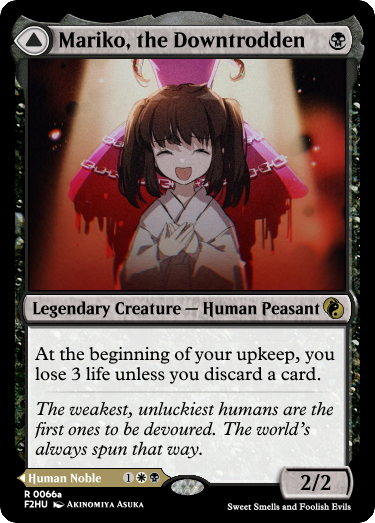 Mariko, the Downtrodden
Legendary Creature — Human Peasant
At the beginning of your upkeep, you
lose 3 life unless you discard a card.
The weakest, unluckiest humans are the
first ones to be devoured. The world's
always spun that way.
Human Noble 1
2/2
R 0066a
F2HU Akinomiya Asuka
Sweet Smells and Foolish Evils